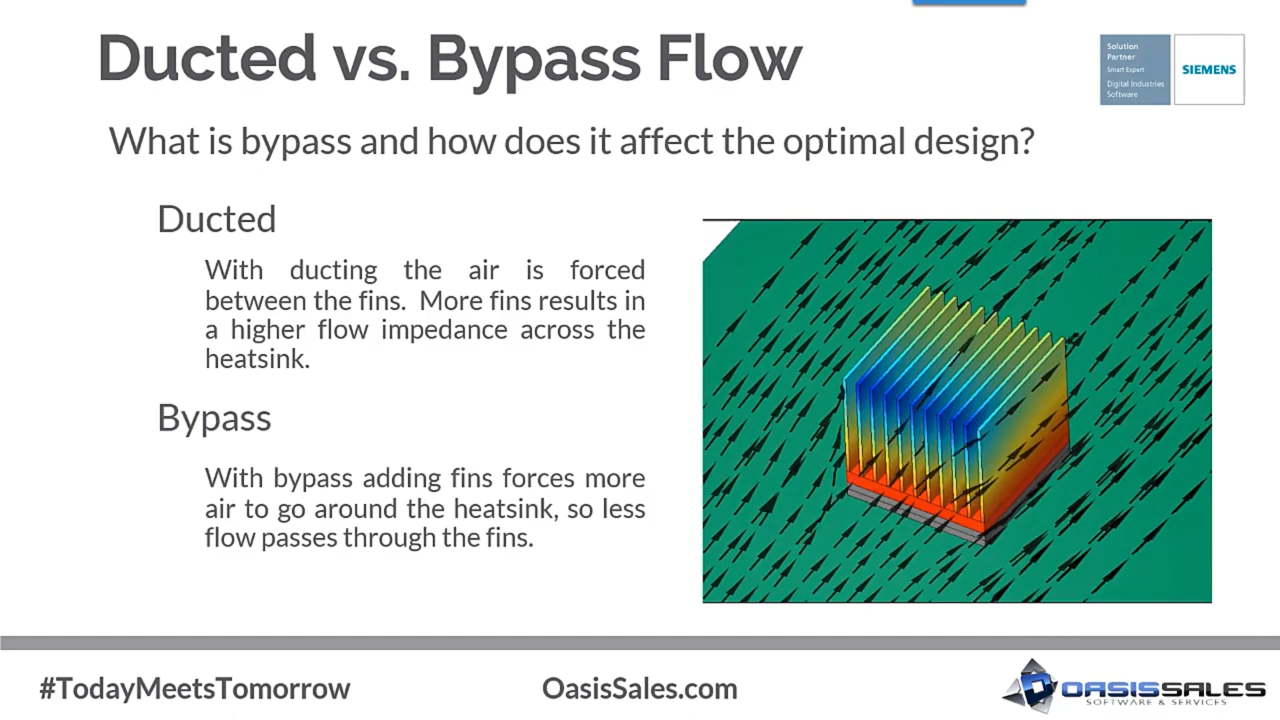 Ducted vs. Bypass Flow
Solution
Partner
Smart Expert
Digital Industries
Software
SIEMENS
What is bypass and how does it affect the optimal design?
Ducted
With ducting the air is forced
between the fins. More fins results in
a higher flow impedance across the
heatsink.
Bypass
With bypass adding fins forces more
air to go around the heatsink, so less
flow passes through the fins.
#TodayMeetsTomorrow
OasisSales.com
OASISSALES
SOFTWARE & SERVICES